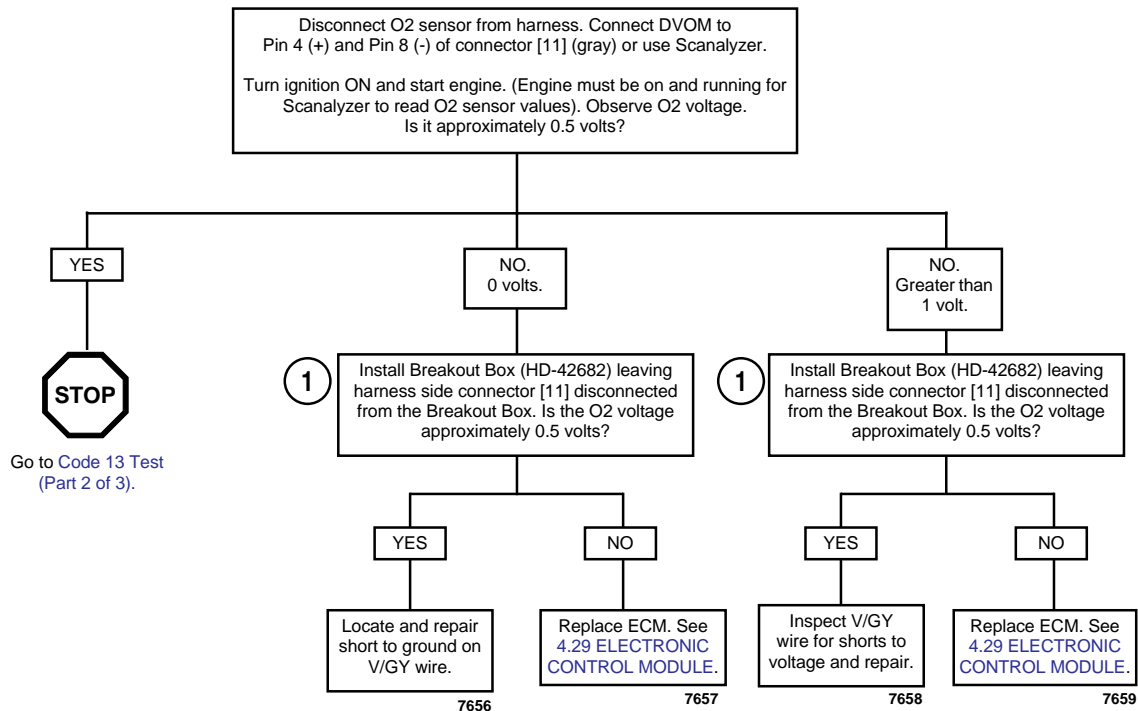 Disconnect O2 sensor from harness. Connect DVOM to
Pin 4 (+) and Pin 8 (-) of connector [11] (gray) or use Scanalyzer.
Turn ignition ON and start engine. (Engine must be on and running for
Scanalyzer to read O2 sensor values). Observe O2 voltage.
Is it approximately 0.5 volts?
YES
NO.
0 volts.
NO.
Greater than
1 volt.
STOP
Go to Code 13 Test
(Part 2 of 3).
1
Install Breakout Box (HD-42682) leaving
harness side connector [11] disconnected
from the Breakout Box. Is the O2 voltage
approximately 0.5 volts?
1
Install Breakout Box (HD-42682) leaving
harness side connector [11] disconnected
from the Breakout Box. Is the O2 voltage
approximately 0.5 volts?
YES
NO
YES
NO
Locate and repair
short to ground on
V/GY wire.
7656
Replace ECM. See
4.29 ELECTRONIC
CONTROL MODULE.
7657
Inspect V/GY
wire for shorts to
voltage and repair.
7658
Replace ECM. See
4.29 ELECTRONIC
CONTROL MODULE.
7659